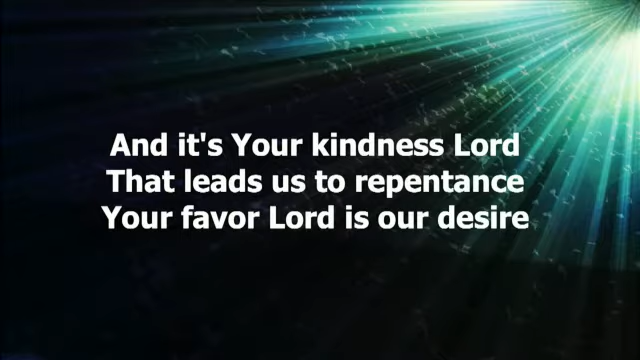 And it's Your kindness Lord
That leads us to repentance
Your favor Lord is our desire